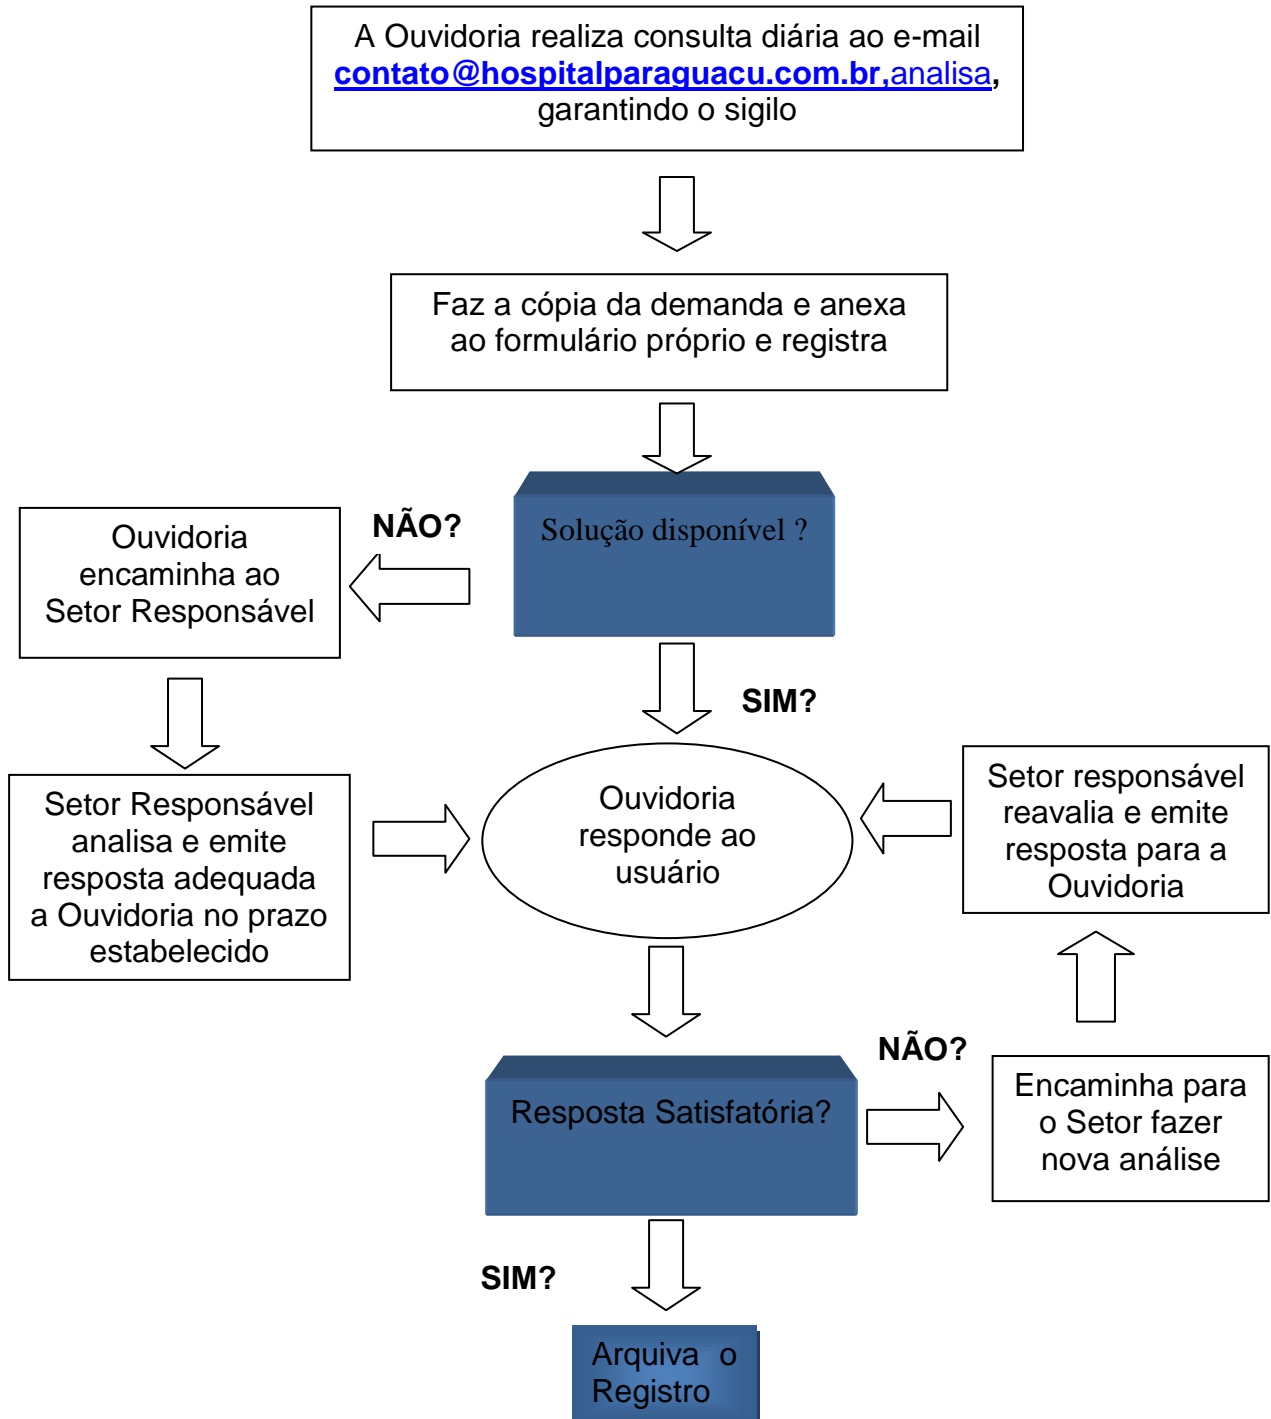 A Ouvidoria realiza consulta diária ao e-mail
contato@hospitalparaguacu.com.br,analisa,
garantindo o sigilo
Faz a cópia da demanda e anexa
ao formulário próprio e registra
Solução disponível ?
NÃO?
Ouvidoria
encaminha ao
Setor Responsável
SIM?
Setor Responsável
analisa e emite
resposta adequada
a Ouvidoria no prazo
estabelecido
Ouvidoria
responde ao
usuário
Setor responsável
reavalia e emite
resposta para a
Ouvidoria
Resposta Satisfatória?
NÃO?
Encaminha para
o Setor fazer
nova análise
SIM?
Arquiva o
Registro